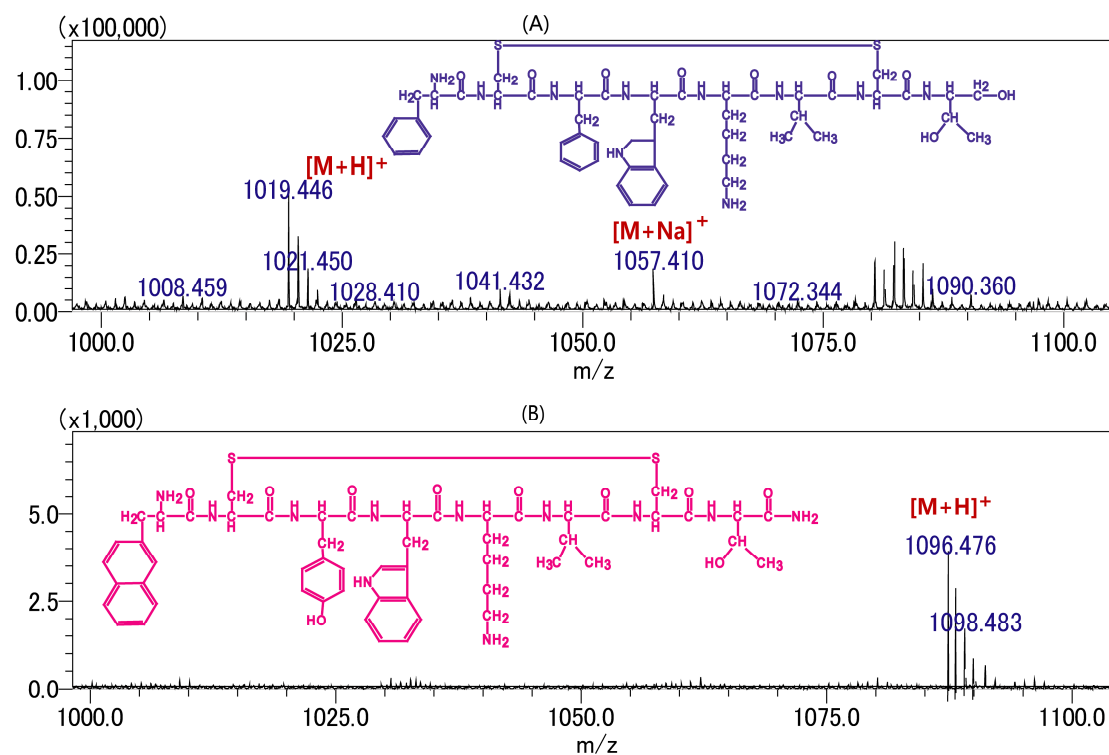 (x100,000)
(A)
1.00
0.75
0.50
0.25
0.00
S
S
NH2
O
H
N
CH2
O
H
N
H
O
H
N
H
O
H
N
H
O
H
N
H
O
H
N
CH2
O
H
N
H
CH2
OH
H2C
H
CH2
CH2
CH2
CH
H3C
CH3
CH
HO
CH3
HN
CH2
CH2
CH2
NH2
[M+H]+
1019.446
1021.450
1008.459
1028.410
1041.432
[M+Na]+
1057.410
1072.344
1090.360
1000.0
1025.0
1050.0
1075.0
1100.0
m/z
(x1,000)
(B)
5.0
2.5
0.0
S
S
NH2
O
H
N
CH2
O
H
N
H
O
H
N
H
O
H
N
H
O
H
N
H
O
H
N
CH2
O
H
N
H
O
NH2
H2C
H
CH2
CH2
CH2
CH
H3C
CH3
CH
HO
CH3
HN
CH2
CH2
CH2
HO
NH2
[M+H]+
1096.476
1098.483
1000.0
1025.0
1050.0
1075.0
1100.0
m/z